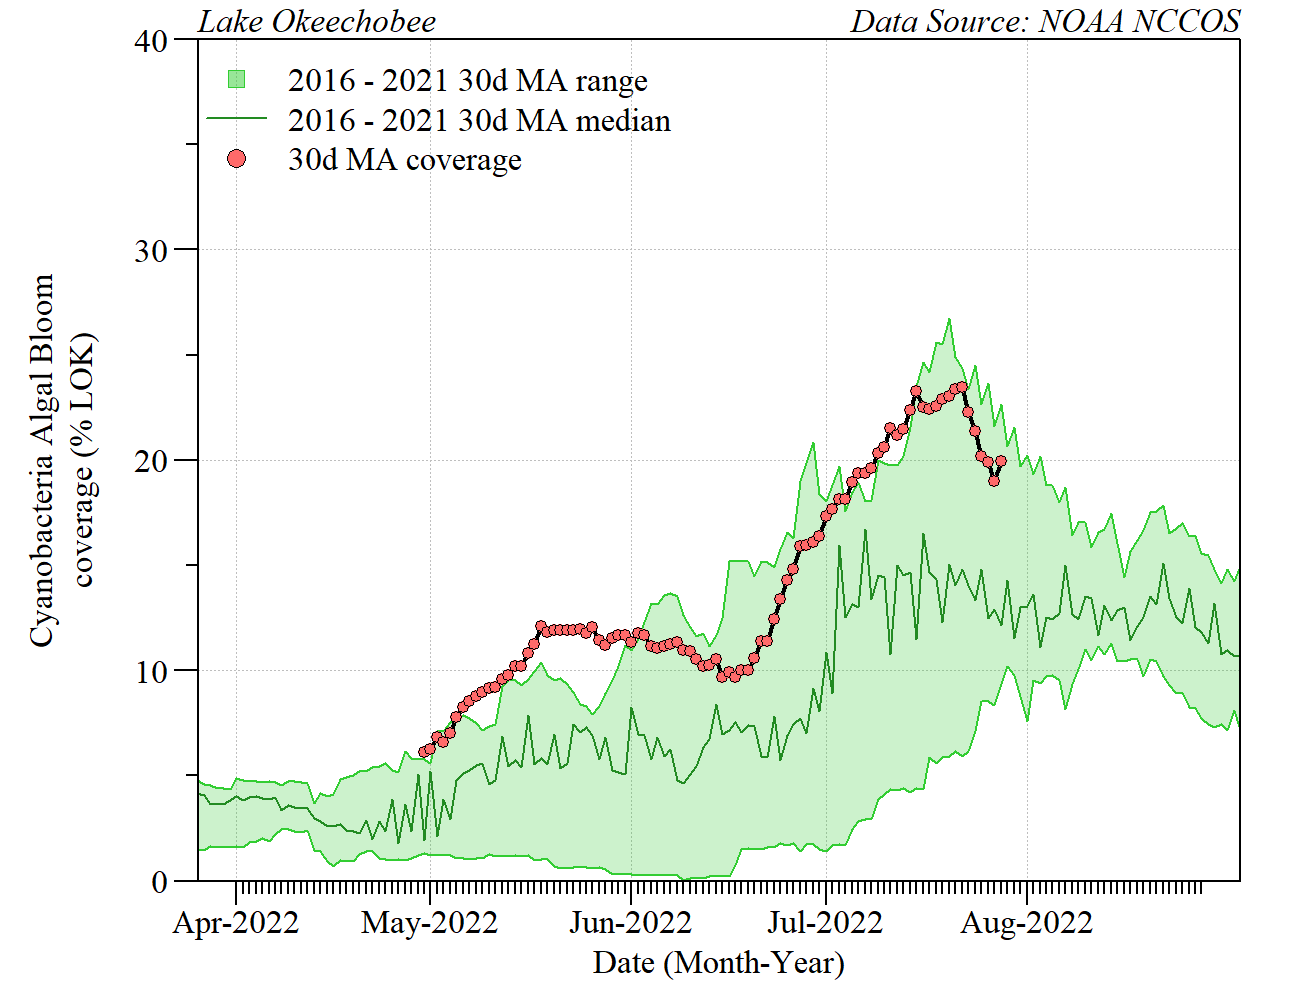 Lake Okeechobee
Data Source: NOAA NCCOS
2016 - 2021 30d MA range
2016 - 2021 30d MA median
30d MA coverage
40
30
20
10
0
Cyanobacteria Algal Bloom
coverage (% LOK)
Apr-2022
May-2022
Jun-2022
Jul-2022
Aug-2022
Date (Month-Year)